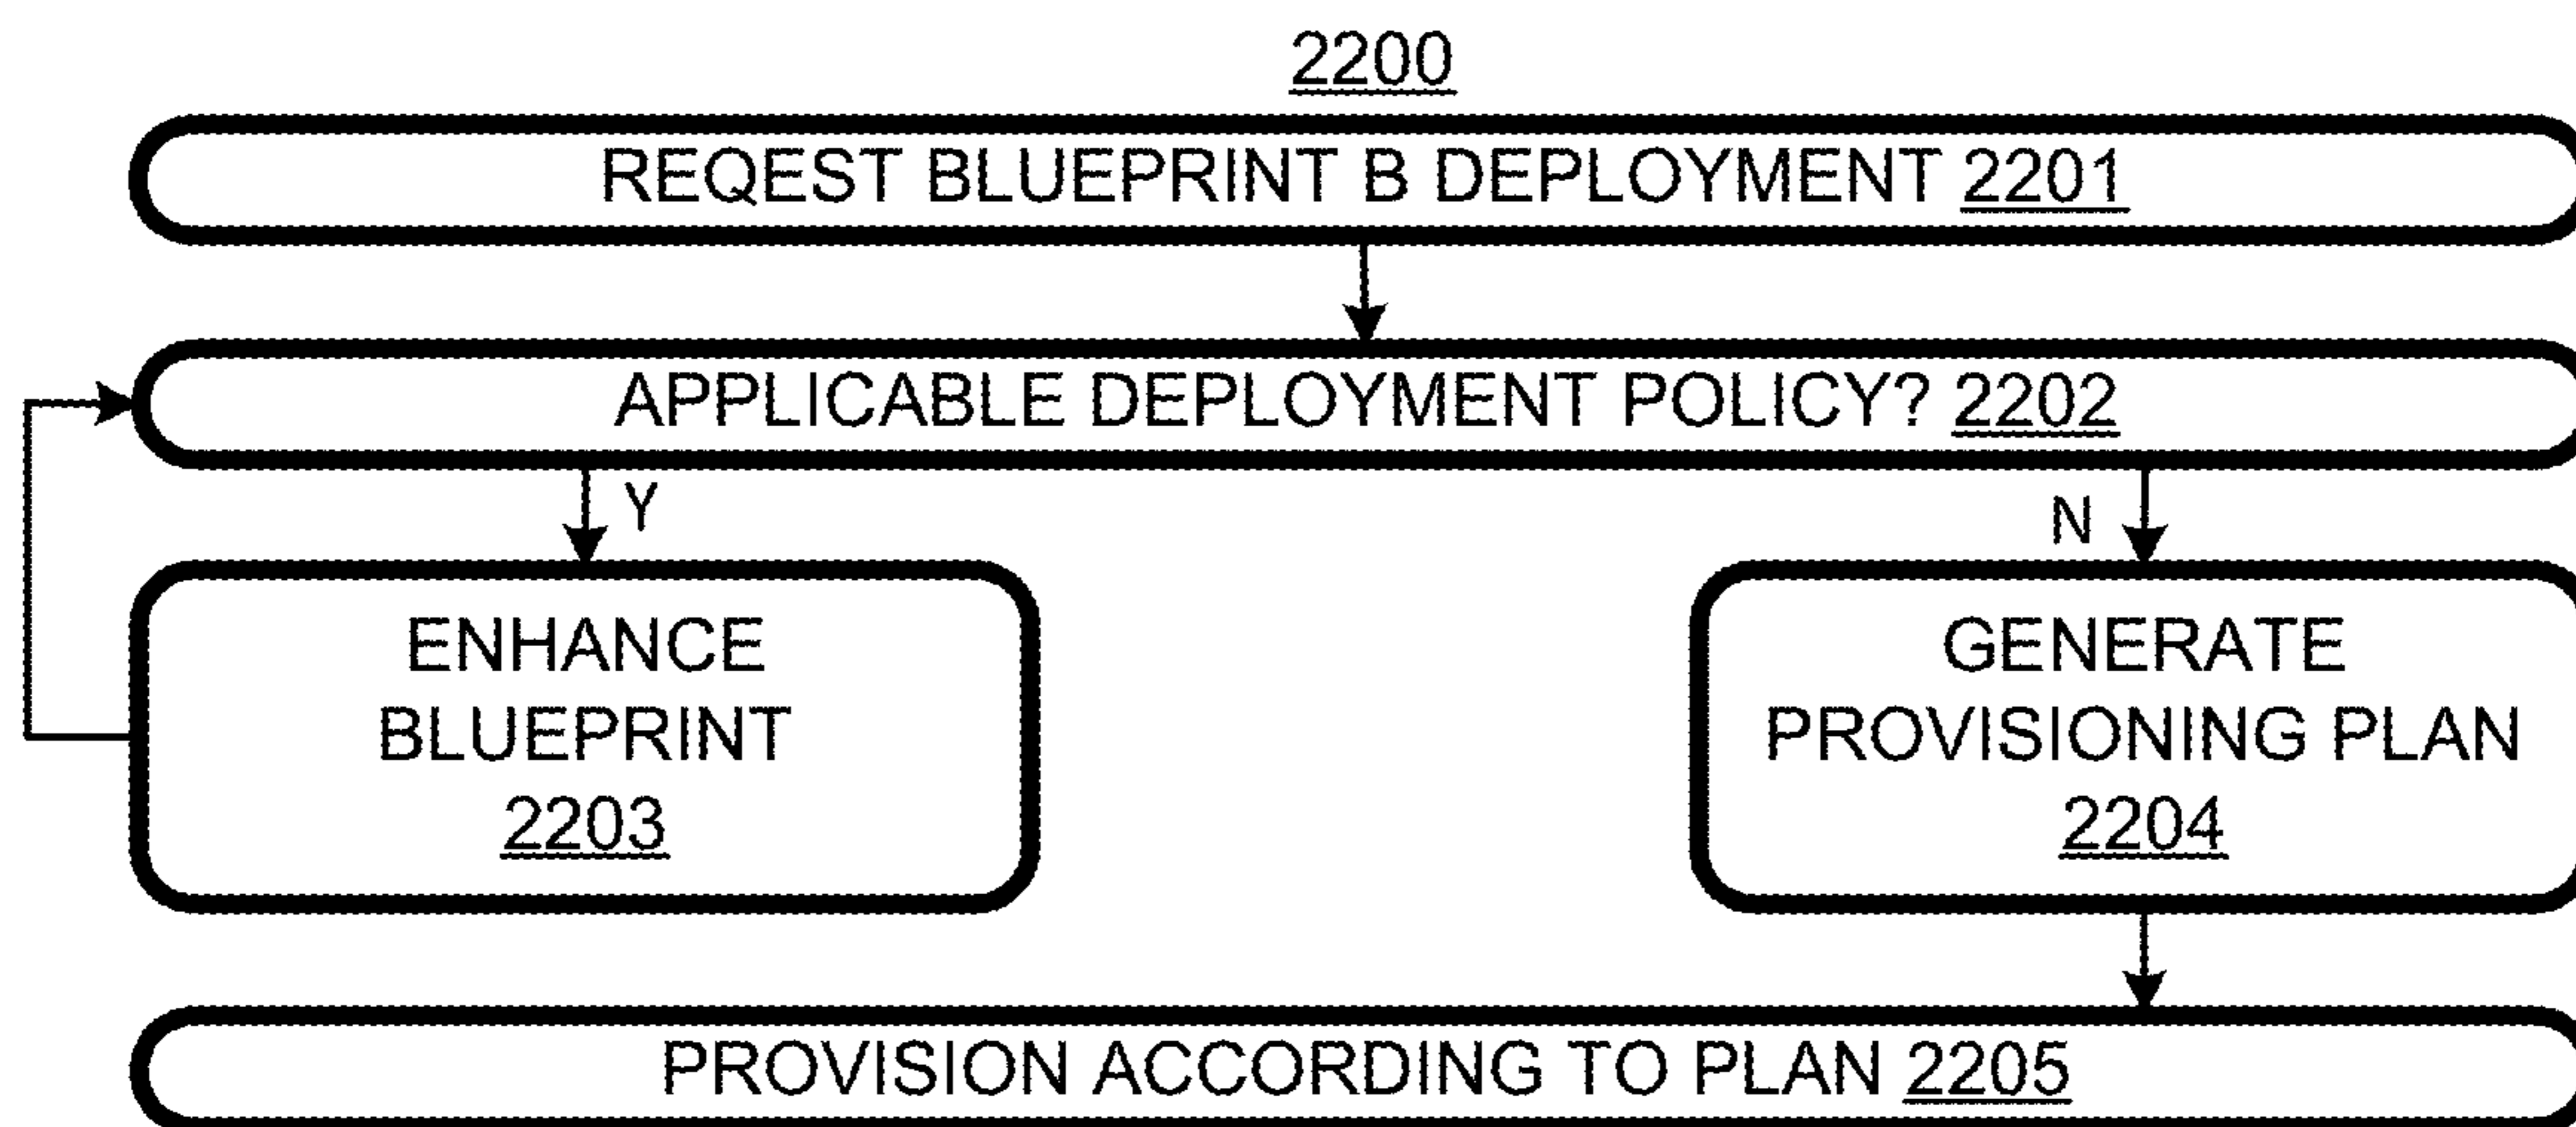 2200
REQEST BLUEPRINT B DEPLOYMENT 2201
APPLICABLE DEPLOYMENT POLICY? 2202
Y
N
ENHANCE
BLUEPRINT
2203
GENERATE
PROVISIONING PLAN
2204
PROVISION ACCORDING TO PLAN 2205